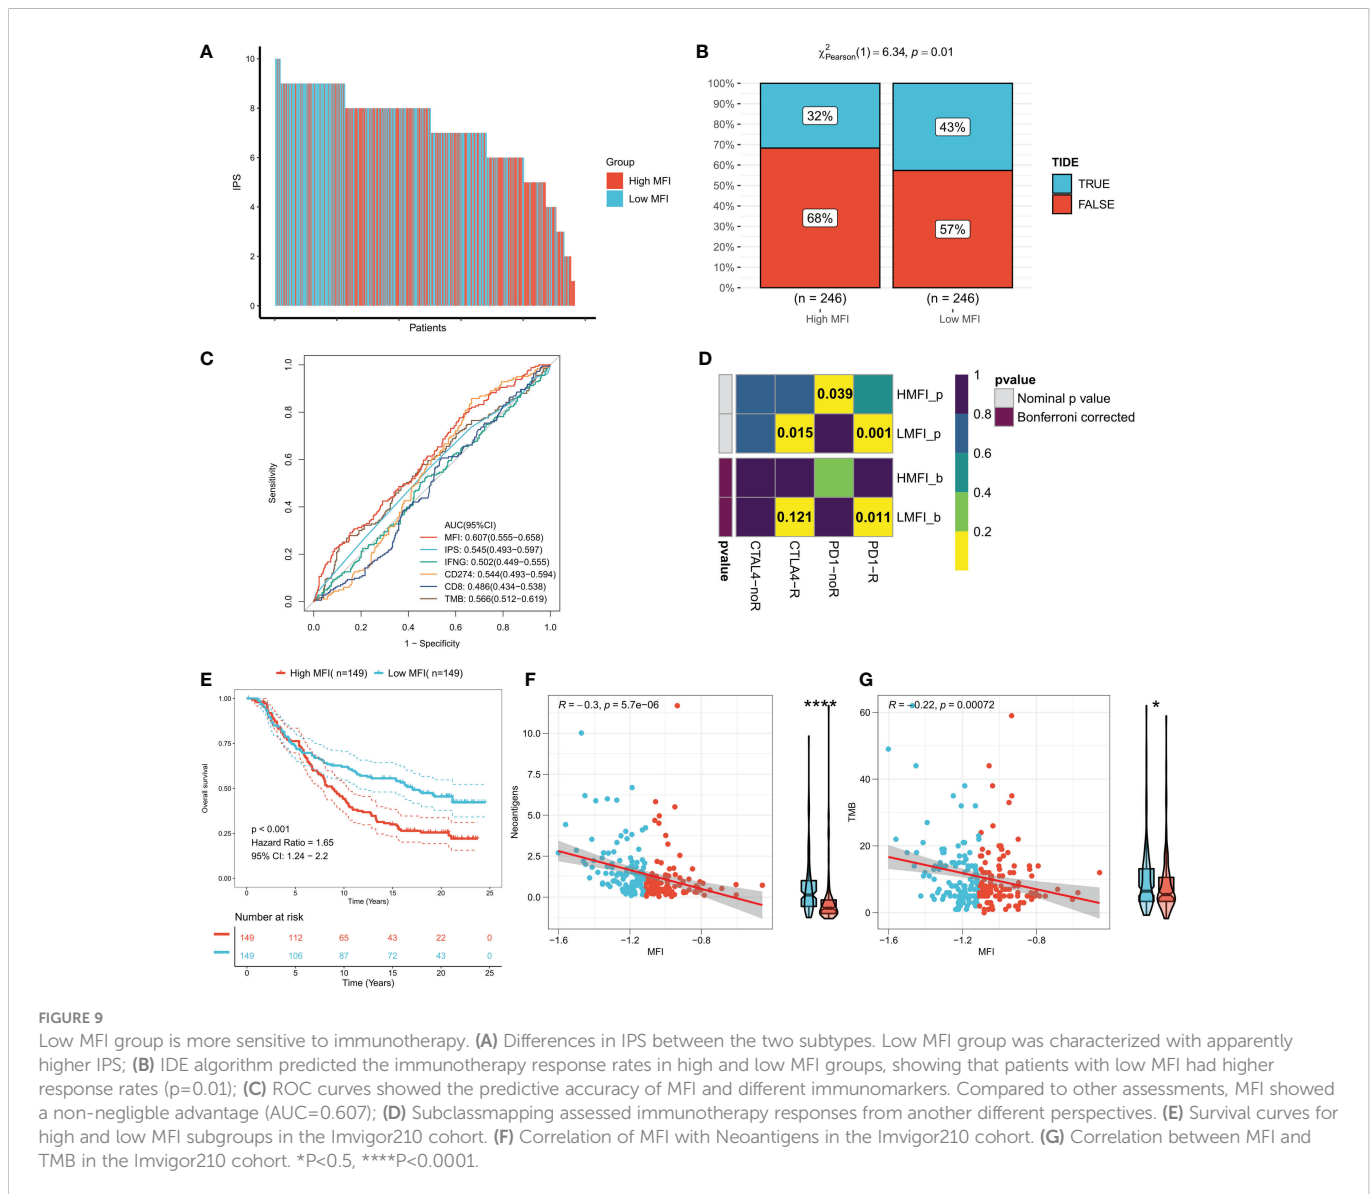 A
10
8
6
4
2
0
IPS
Patients
Group
High MFI
Low MFI
B
χ²Pearson(1) = 6.34, p = 0.01
100%
90%
80%
70%
60%
50%
40%
30%
20%
10%
0%
32%
43%
68%
57%
(n = 246)
(n = 246)
High MFI
Low MFI
TIDE
TRUE
FALSE
C
1.0
0.8
0.6
0.4
0.2
0.0
Sensitivity
AUC(95%CI)
MFI: 0.607(0.555−0.658)
IPS: 0.545(0.493−0.597)
IFNG: 0.502(0.449−0.555)
CD274: 0.544(0.493−0.594)
CD8: 0.486(0.434−0.538)
TMB: 0.566(0.512−0.619)
0.0 0.2 0.4 0.6 0.8 1.0
1 − Specificity
D
0.039
HMFI_p
0.015
0.001
LMFI_p
HMFI_b
0.121
0.011
LMFI_b
pvalue
CTAL4−noR
CTLA4−R
PD1−noR
PD1−R
1
0.8
0.6
0.4
0.2
pvalue
Nominal p value
Bonferroni corrected
E
High MFI( n=149)
Low MFI( n=149)
1.00
0.75
0.50
0.25
0.00
Overall survival
p < 0.001
Hazard Ratio = 1.65
95% CI: 1.24 − 2.2
0 5 10 15 20 25
Time (Years)
Number at risk
149 112 65 43 22 0
149 106 87 72 43 0
0 5 10 15 20 25
Time (Years)
F
R = −0.3, p = 5.7e−06
10.0
7.5
5.0
2.5
0.0
Neoantigens
−1.6 −1.2 −0.8
MFI
****
G
R = −0.22, p = 0.00072
60
40
20
0
TMB
−1.6 −1.2 −0.8
MFI
*
FIGURE 9
Low MFI group is more sensitive to immunotherapy. (A) Differences in IPS between the two subtypes. Low MFI group was characterized with apparently
higher IPS; (B) IDE algorithm predicted the immunotherapy response rates in high and low MFI groups, showing that patients with low MFI had higher
response rates (p=0.01); (C) ROC curves showed the predictive accuracy of MFI and different immunomarkers. Compared to other assessments, MFI showed
a non-negligble advantage (AUC=0.607); (D) Subclassmapping assessed immunotherapy responses from another different perspectives. (E) Survival curves for
high and low MFI subgroups in the Imvigor210 cohort. (F) Correlation of MFI with Neoantigens in the Imvigor210 cohort. (G) Correlation between MFI and
TMB in the Imvigor210 cohort. *P<0.5, ****P<0.0001.